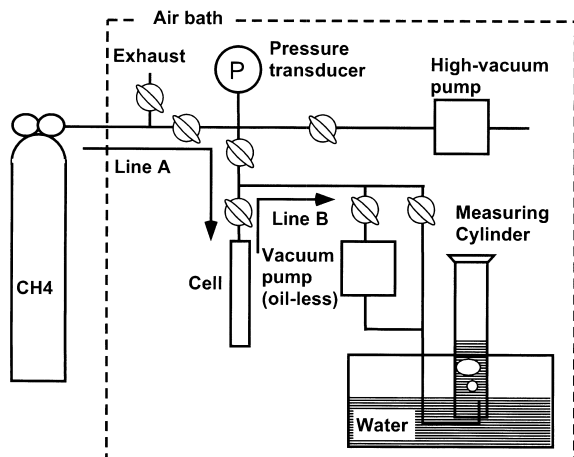 Air bath
Exhaust
Pressure
transducer
P
High-vacuum
pump
Line A
Line B
Measuring
Cylinder
CH4
Cell
Vacuum
pump
(oil-less)
Water